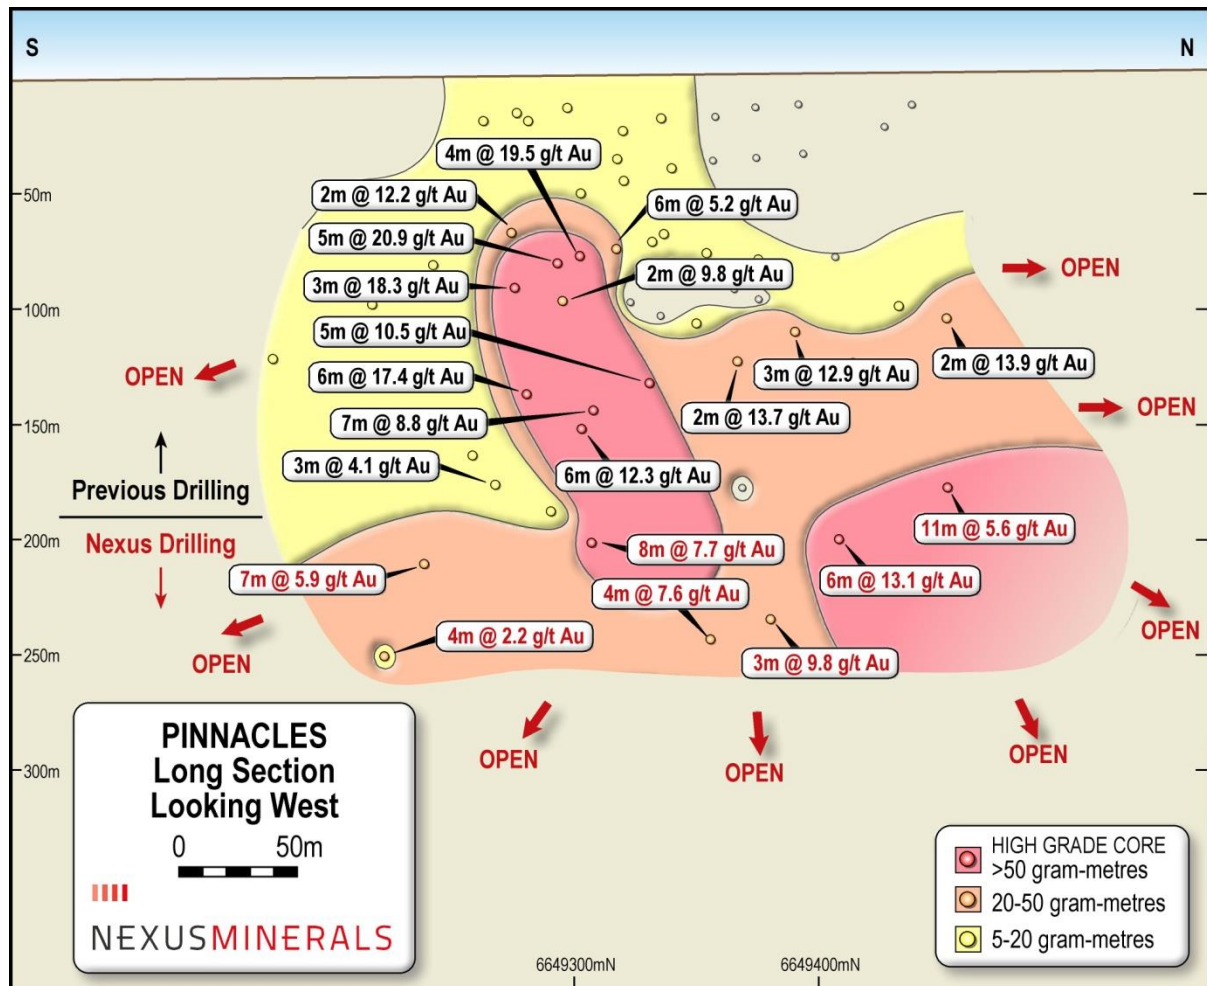 S
N
4m @ 19.5 g/t Au
50m
2m @ 12.2 g/t Au
6m @ 5.2 g/t Au
5m @ 20.9 g/t Au
2m @ 9.8 g/t Au
OPEN
3m @ 18.3 g/t Au
100m
5m @ 10.5 g/t Au
2m @ 13.9 g/t Au
3m @ 12.9 g/t Au
OPEN
6m @ 17.4 g/t Au
OPEN
2m @ 13.7 g/t Au
7m @ 8.8 g/t Au
150m
3m @ 4.1 g/t Au
6m @ 12.3 g/t Au
Previous Drilling
11m @ 5.6 g/t Au
200m
Nexus Drilling
8m @ 7.7 g/t Au
7m @ 5.9 g/t Au
6m @ 13.1 g/t Au
4m @ 7.6 g/t Au
OPEN
4m @ 2.2 g/t Au
250m
OPEN
3m @ 9.8 g/t Au
OPEN
OPEN
OPEN
300m
PINNACLES
Long Section
Looking West
0 50m
NEXUSMINERALS
HIGH GRADE CORE
>50 gram-metres
20-50 gram-metres
5-20 gram-metres
6649300mN
6649400mN